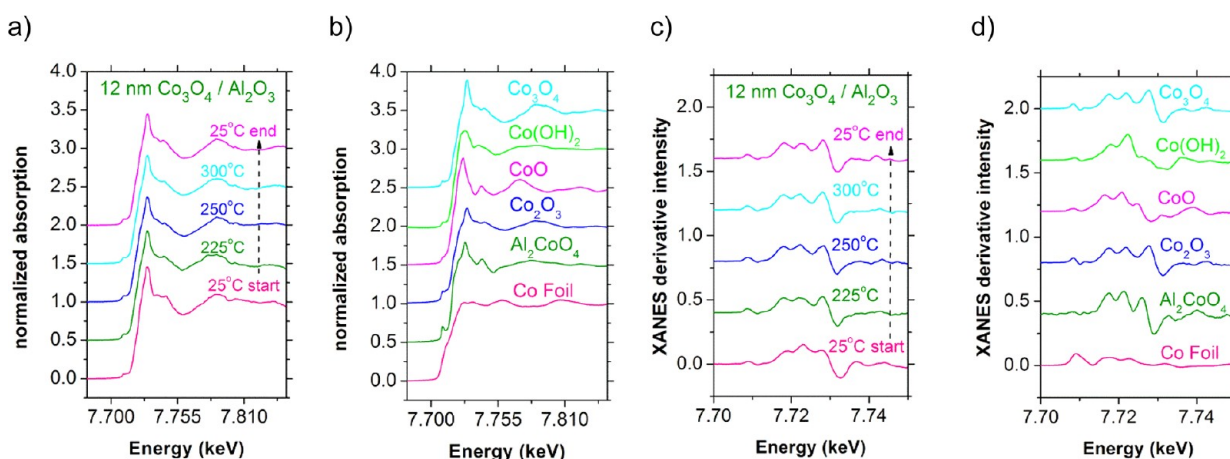 a)
normalized absorption
12 nm Co₃O₄ / Al₂O₃
25°C end
300°C
250°C
225°C
25°C start
4.0
3.5
3.0
2.5
2.0
1.5
1.0
0.5
0.0
7.700 7.755 7.810
Energy (keV)
b)
normalized absorption
Co₃O₄
Co(OH)₂
CoO
Co₂O₃
Al₂CoO₄
Co Foil
4.0
3.5
3.0
2.5
2.0
1.5
1.0
0.5
0.0
7.700 7.755 7.810
Energy (keV)
c)
XANES derivative intensity
12 nm Co₃O₄ / Al₂O₃
25°C end
300°C
250°C
225°C
25°C start
2.0
1.5
1.0
0.5
0.0
7.70 7.72 7.74
Energy (keV)
d)
XANES derivative intensity
Co₃O₄
Co(OH)₂
CoO
Co₂O₃
Al₂CoO₄
Co Foil
2.0
1.5
1.0
0.5
0.0
7.70 7.72 7.74
Energy (keV)